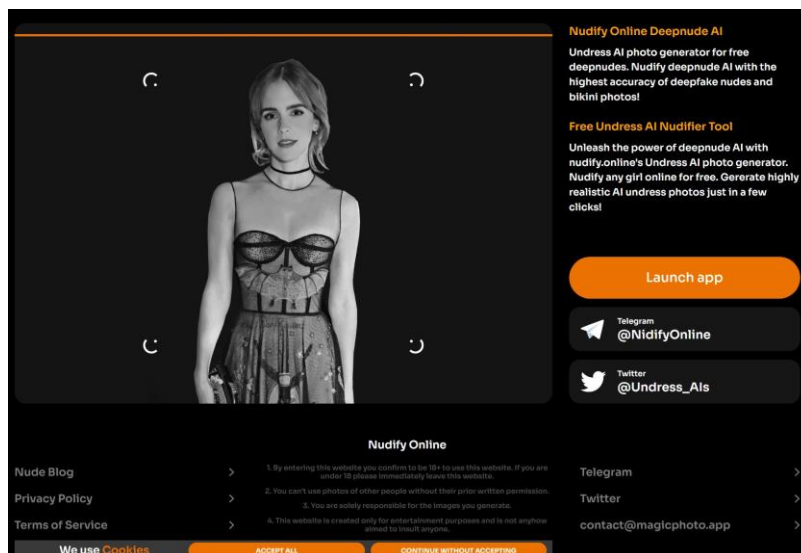 Nudify Online Deepnude AI
Undress AI photo generator for free
deepnudes. Nudify deepnude AI with the
highest accuracy of deepfake nudes and
bikini photos!
Free Undress AI Nudifier Tool
Unleash the power of deepnude AI with
nudify.online's Undress AI photo generator.
Nudify any girl online for free. Gererate highly
realistic AI undress photos just in a few
clicks!
Launch app
Telegram
@NidifyOnline
Twitter
@Undress_AIs
Nudify Online
Nude Blog
Privacy Policy
Terms of Service
1. By entering this website you confirm to be 18+ to use this website. If you are
under 18 please immediately leave this website.
2. You can't use photos of other people without their prior written permission.
3. You are solely responsible for the images you generate.
4. This website is created only for entertainment purposes and is not anyhow
aimed to insult anyone.
Telegram
Twitter
contact@magicphoto.app
We use Cookies
ACCEPT ALL
CONTINUE WITHOUT ACCEPTING